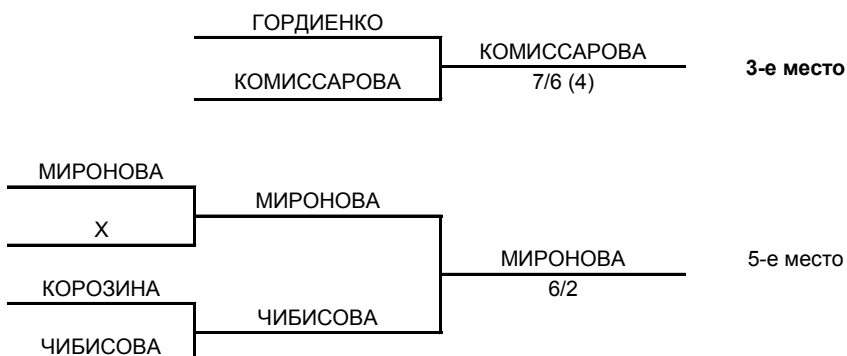 ГОРДИЕНКО
КОМИССАРОВА
КОМИССАРОВА
7/6 (4)
3-е место
МИРОНОВА
Х
МИРОНОВА
КОРОЗИНА
ЧИБИСОВА
ЧИБИСОВА
МИРОНОВА
6/2
5-е место